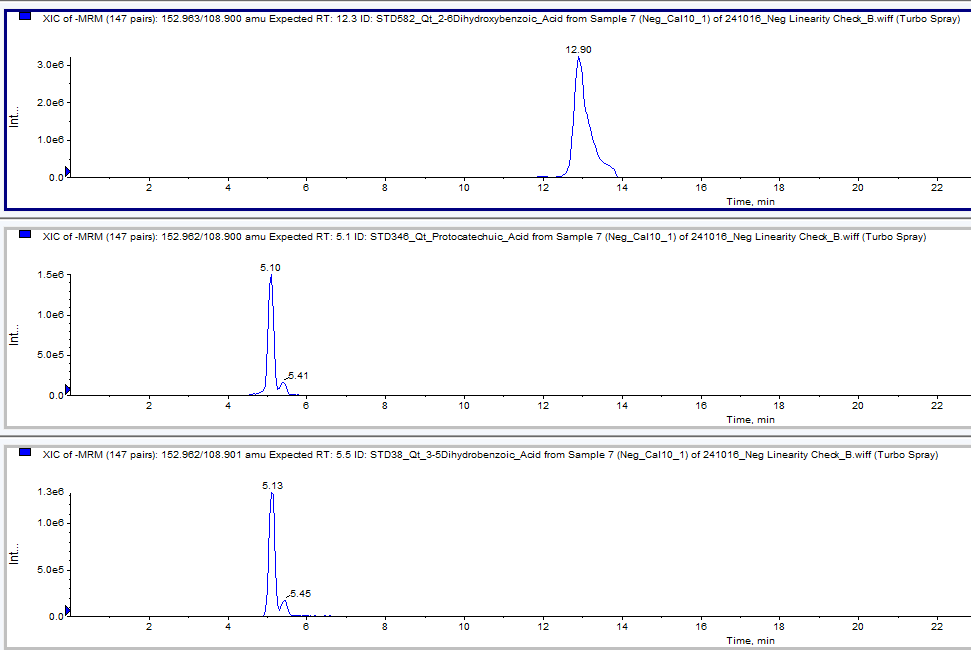 XIC of -MRM (147 pairs): 152.963/108.900 amu Expected RT: 12.3 ID: STD582_Qt_2-6Dihydroxybenzoic_Acid from Sample 7 (Neg_Cal10_1) of 241016_Neg Linearity Check_B.wiff (Turbo Spray)
12.90
3.0e6
2.0e6
Int...
1.0e6
0.0
2 4 6 8 10 12 14 16 18 20 22
Time, min
XIC of -MRM (147 pairs): 152.962/108.900 amu Expected RT: 5.1 ID: STD346_Qt_Protocatechuic_Acid from Sample 7 (Neg_Cal10_1) of 241016_Neg Linearity Check_B.wiff (Turbo Spray)
5.10
1.5e6
1.0e6
Int...
5.0e5
5.41
0.0
2 4 6 8 10 12 14 16 18 20 22
Time, min
XIC of -MRM (147 pairs): 152.962/108.901 amu Expected RT: 5.5 ID: STD38_Qt_3-5Dihydrobenzoic_Acid from Sample 7 (Neg_Cal10_1) of 241016_Neg Linearity Check_B.wiff (Turbo Spray)
5.13
1.3e6
1.0e6
Int...
5.0e5
5.45
0.0
2 4 6 8 10 12 14 16 18 20 22
Time, min